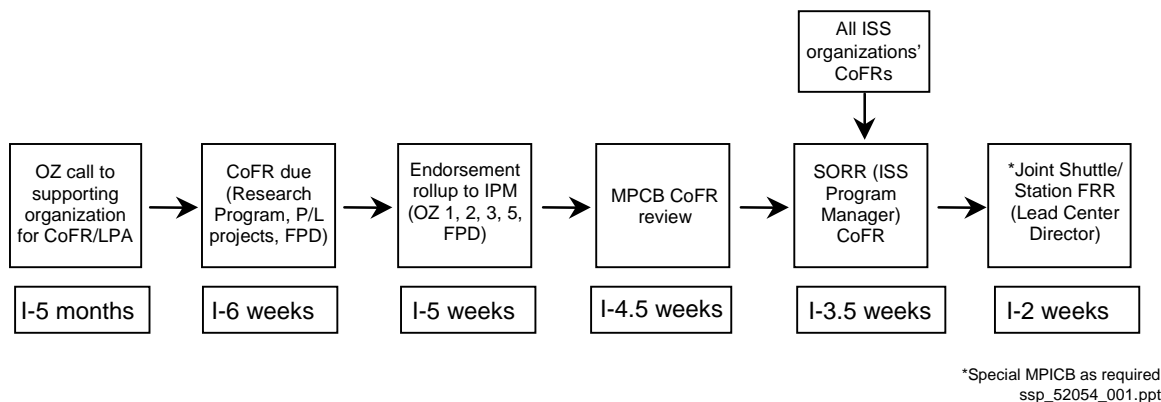 All ISS
organizations'
CoFRs
OZ call to
supporting
organization
for CoFR/LPA
CoFR due
(Research
Program, P/L
projects, FPD)
Endorsement
rollup to IPM
(OZ 1, 2, 3, 5,
FPD)
MPCB CoFR
review
SORR (ISS
Program
Manager)
CoFR
*Joint Shuttle/
Station FRR
(Lead Center
Director)
I-5 months
I-6 weeks
I-5 weeks
I-4.5 weeks
I-3.5 weeks
I-2 weeks
*Special MPICB as required
ssp_52054_001.ppt